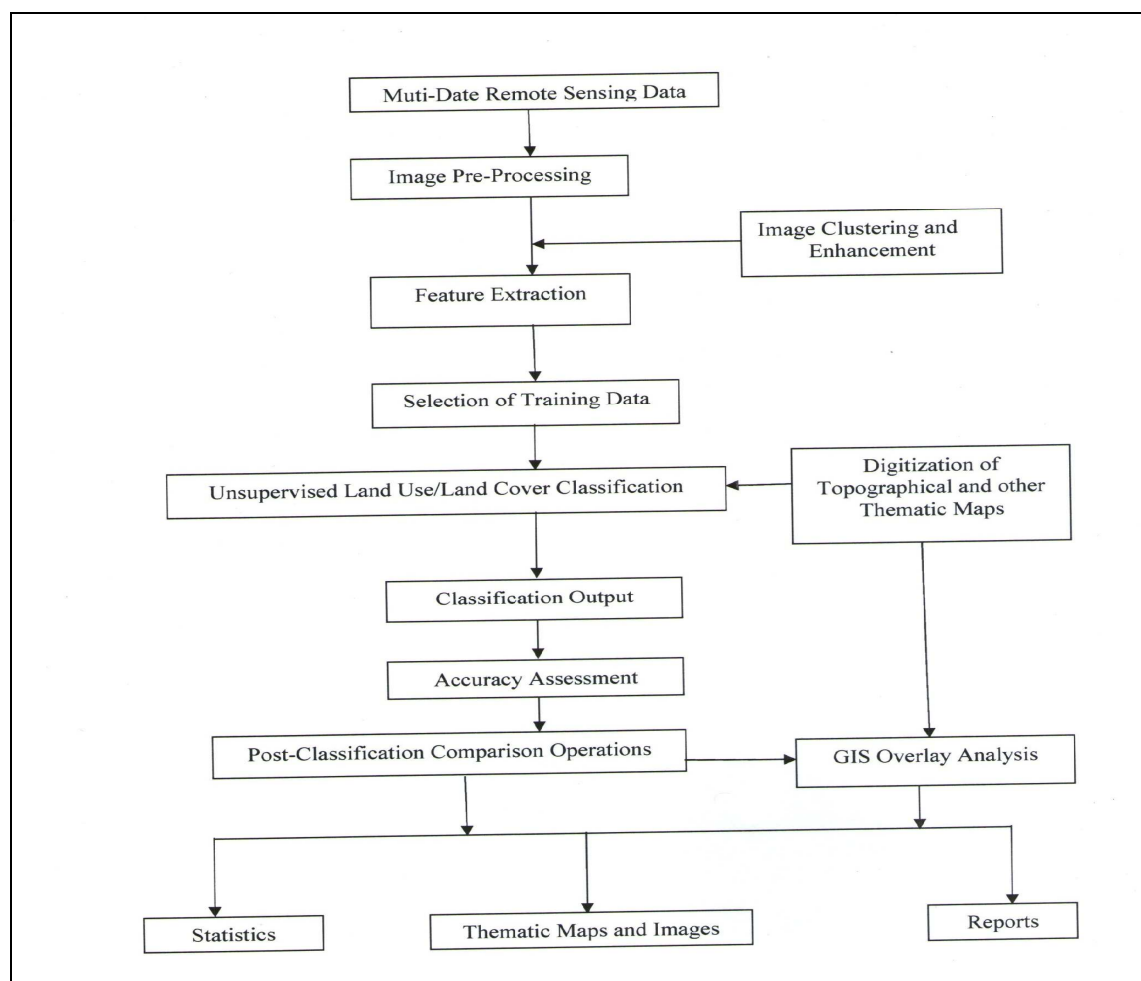 Muti-Date Remote Sensing Data
Image Pre-Processing
Image Clustering and
Enhancement
Feature Extraction
Selection of Training Data
Unsupervised Land Use/Land Cover Classification
Digitization of
Topographical and other
Thematic Maps
Classification Output
Accuracy Assessment
Post-Classification Comparison Operations
GIS Overlay Analysis
Statistics
Thematic Maps and Images
Reports